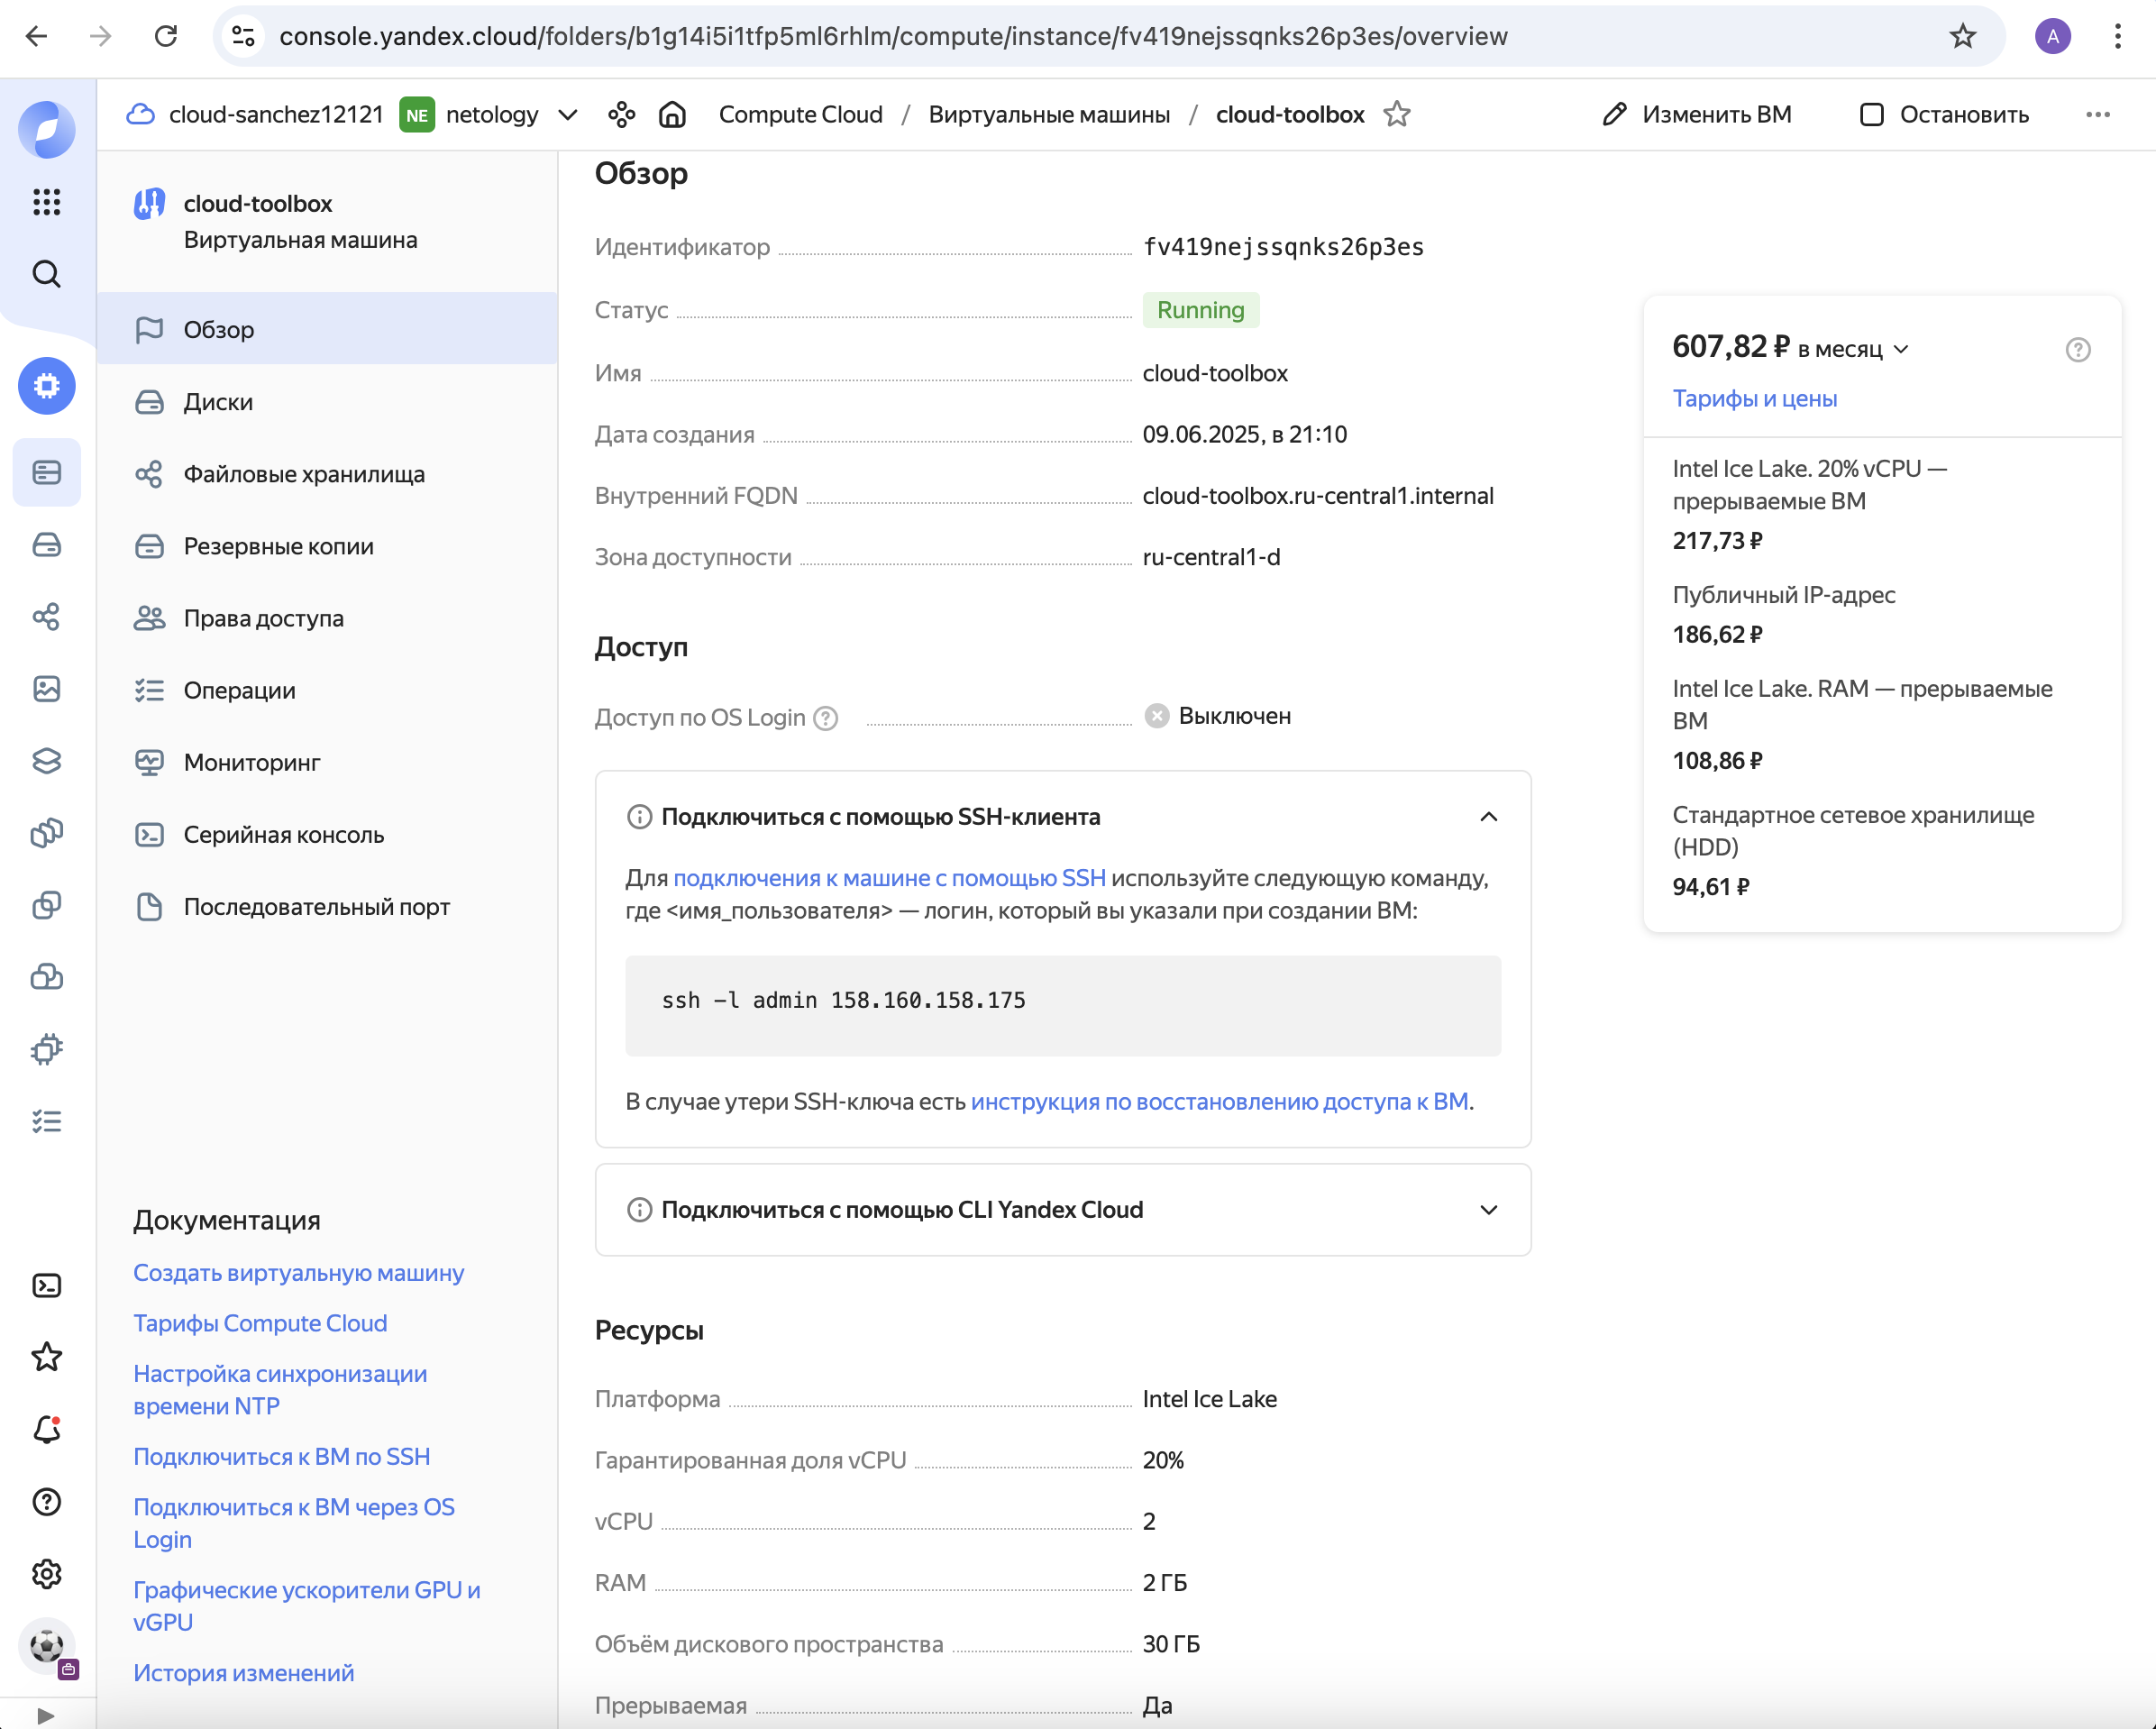 console.yandex.cloud/folders/b1g14i5i1tfp5ml6rhlm/compute/instance/fv419nejssqnks26p3es/overview
A
cloud-sanchez12121
NE
netology
Compute Cloud / Виртуальные машины / cloud-toolbox
Изменить ВМ
Остановить
cloud-toolbox
Виртуальная машина
Обзор
Диски
Файловые хранилища
Резервные копии
Права доступа
Операции
Мониторинг
Серийная консоль
Последовательный порт
Документация
Создать виртуальную машину
Тарифы Compute Cloud
Настройка синхронизации
времени NTP
Подключиться к ВМ по SSH
Подключиться к ВМ через OS
Login
Графические ускорители GPU и
vGPU
История изменений
Обзор
Идентификатор fv419nejssqnks26p3es
Статус Running
Имя cloud-toolbox
Дата создания 09.06.2025, в 21:10
Внутренний FQDN cloud-toolbox.ru-central1.internal
Зона доступности ru-central1-d
Доступ
Доступ по OS Login Выключен
Подключиться с помощью SSH-клиента
Для подключения к машине с помощью SSH используйте следующую команду,
где <имя_пользователя> — логин, который вы указали при создании ВМ:
ssh -l admin 158.160.158.175
В случае утери SSH-ключа есть инструкция по восстановлению доступа к ВМ.
Подключиться с помощью CLI Yandex Cloud
Ресурсы
Платформа Intel Ice Lake
Гарантированная доля vCPU 20%
vCPU 2
RAM 2 ГБ
Объём дискового пространства 30 ГБ
Прерываемая Да
607,82 ₽ в месяц
Тарифы и цены
Intel Ice Lake. 20% vCPU —
прерываемые ВМ
217,73 ₽
Публичный IP-адрес
186,62 ₽
Intel Ice Lake. RAM — прерываемые
ВМ
108,86 ₽
Стандартное сетевое хранилище
(HDD)
94,61 ₽